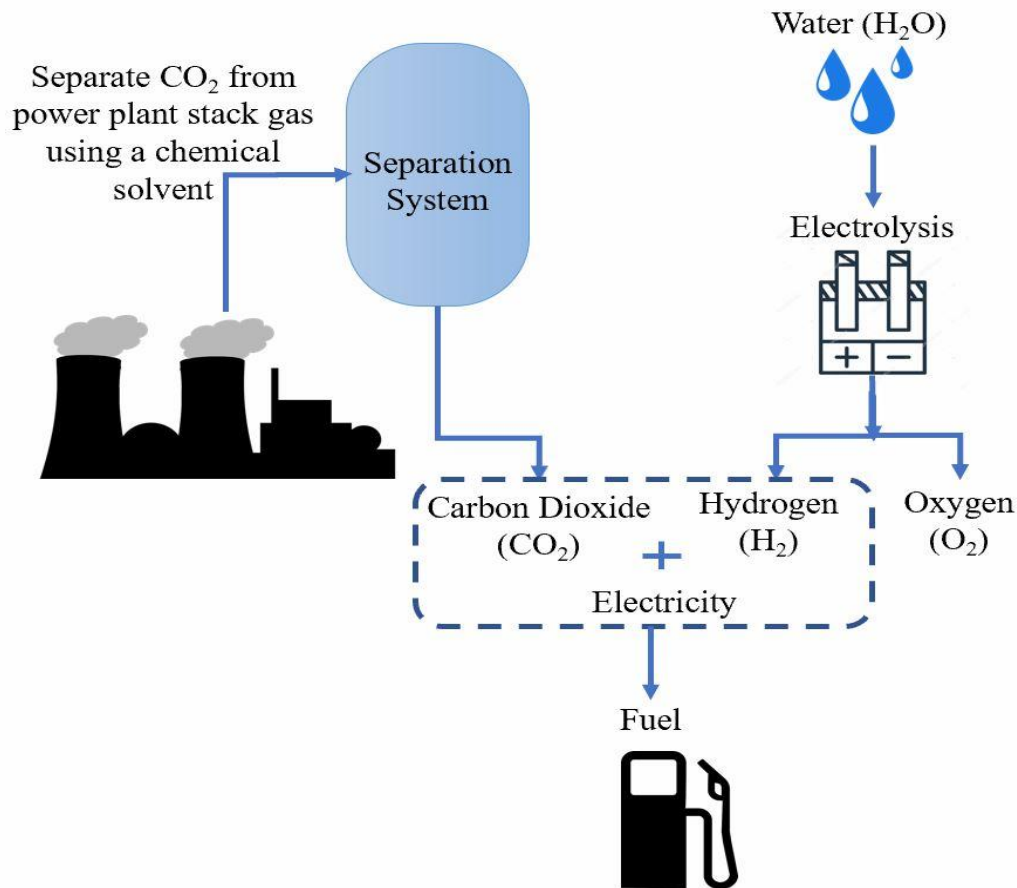 Water (H₂O)
Separate CO₂ from
power plant stack gas
using a chemical
solvent
Separation
System
Electrolysis
+ −
Carbon Dioxide
(CO₂)
+
Hydrogen
(H₂)
Electricity
Oxygen
(O₂)
Fuel